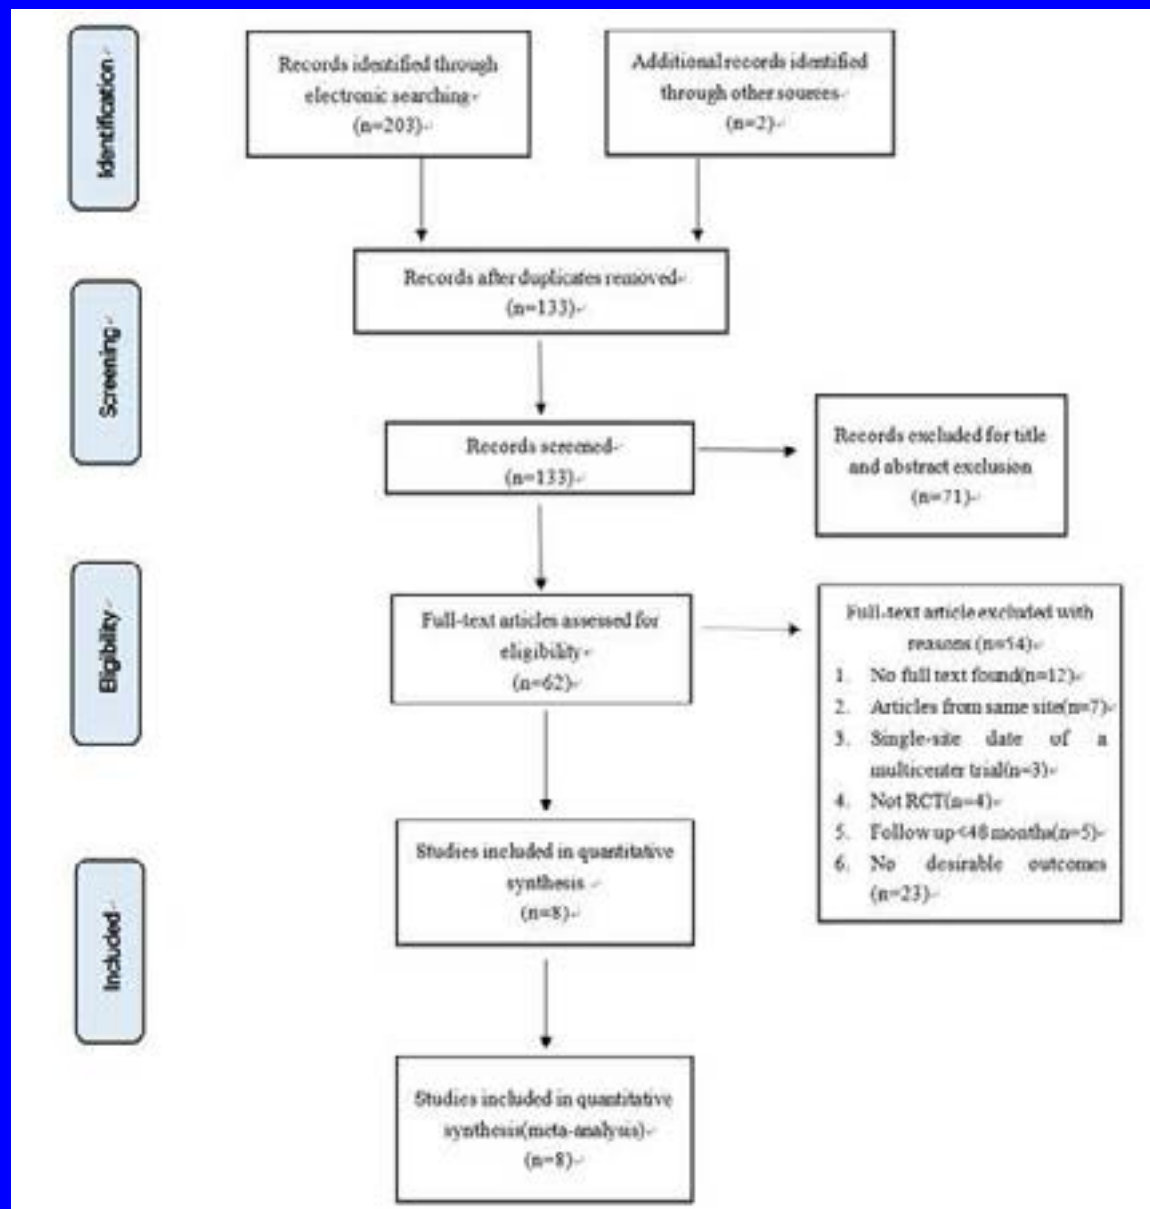 Identification
Records identified through
electronic searching
(n=203)
Additional records identified
through other sources
(n=2)
Records after duplicates removed
(n=133)
Screening
Records screened
(n=133)
Records excluded for title
and abstract exclusion
(n=71)
Eligibility
Full-text articles assessed for
eligibility
(n=62)
Full-text article excluded with
reasons (n=54)
1. No full text found(n=12)
2. Articles from same site(n=7)
3. Single-site date of a
multicenter trial(n=3)
4. Not RCT(n=4)
5. Follow up<48 months(n=5)
6. No desirable outcomes
(n=23)
Included
Studies included in quantitative
synthesis
(n=8)
Studies included in quantitative
synthesis(meta-analysis)
(n=8)